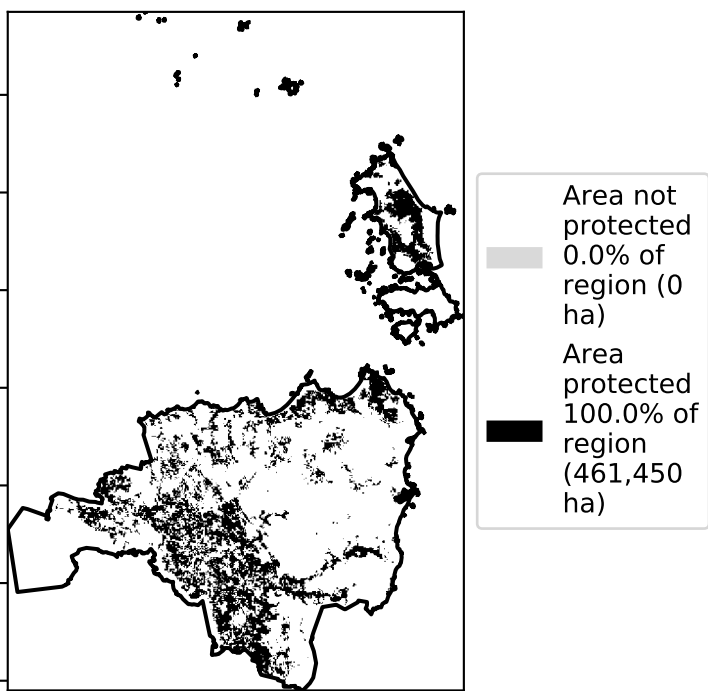 Area not
protected
0.0% of
region (0
ha)
Area
protected
100.0% of
region
(461,450
ha)